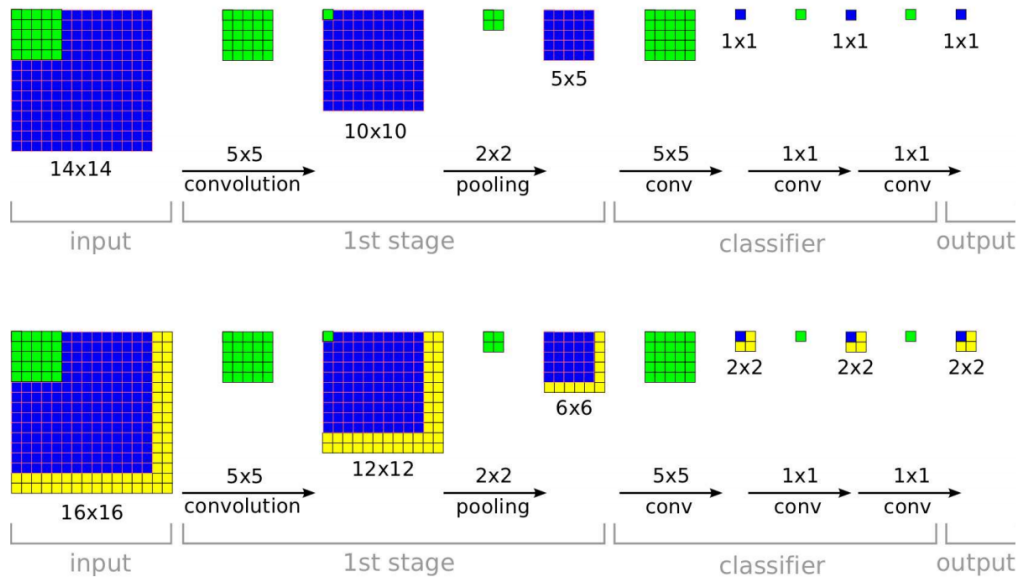 1x1 1x1 1x1
5x5
10x10
14x14
5x5 2x2 5x5 1x1 1x1
convolution pooling conv conv conv
input 1st stage classifier output
2x2 2x2 2x2
6x6
12x12
16x16
5x5 2x2 5x5 1x1 1x1
convolution pooling conv conv conv
input 1st stage classifier output